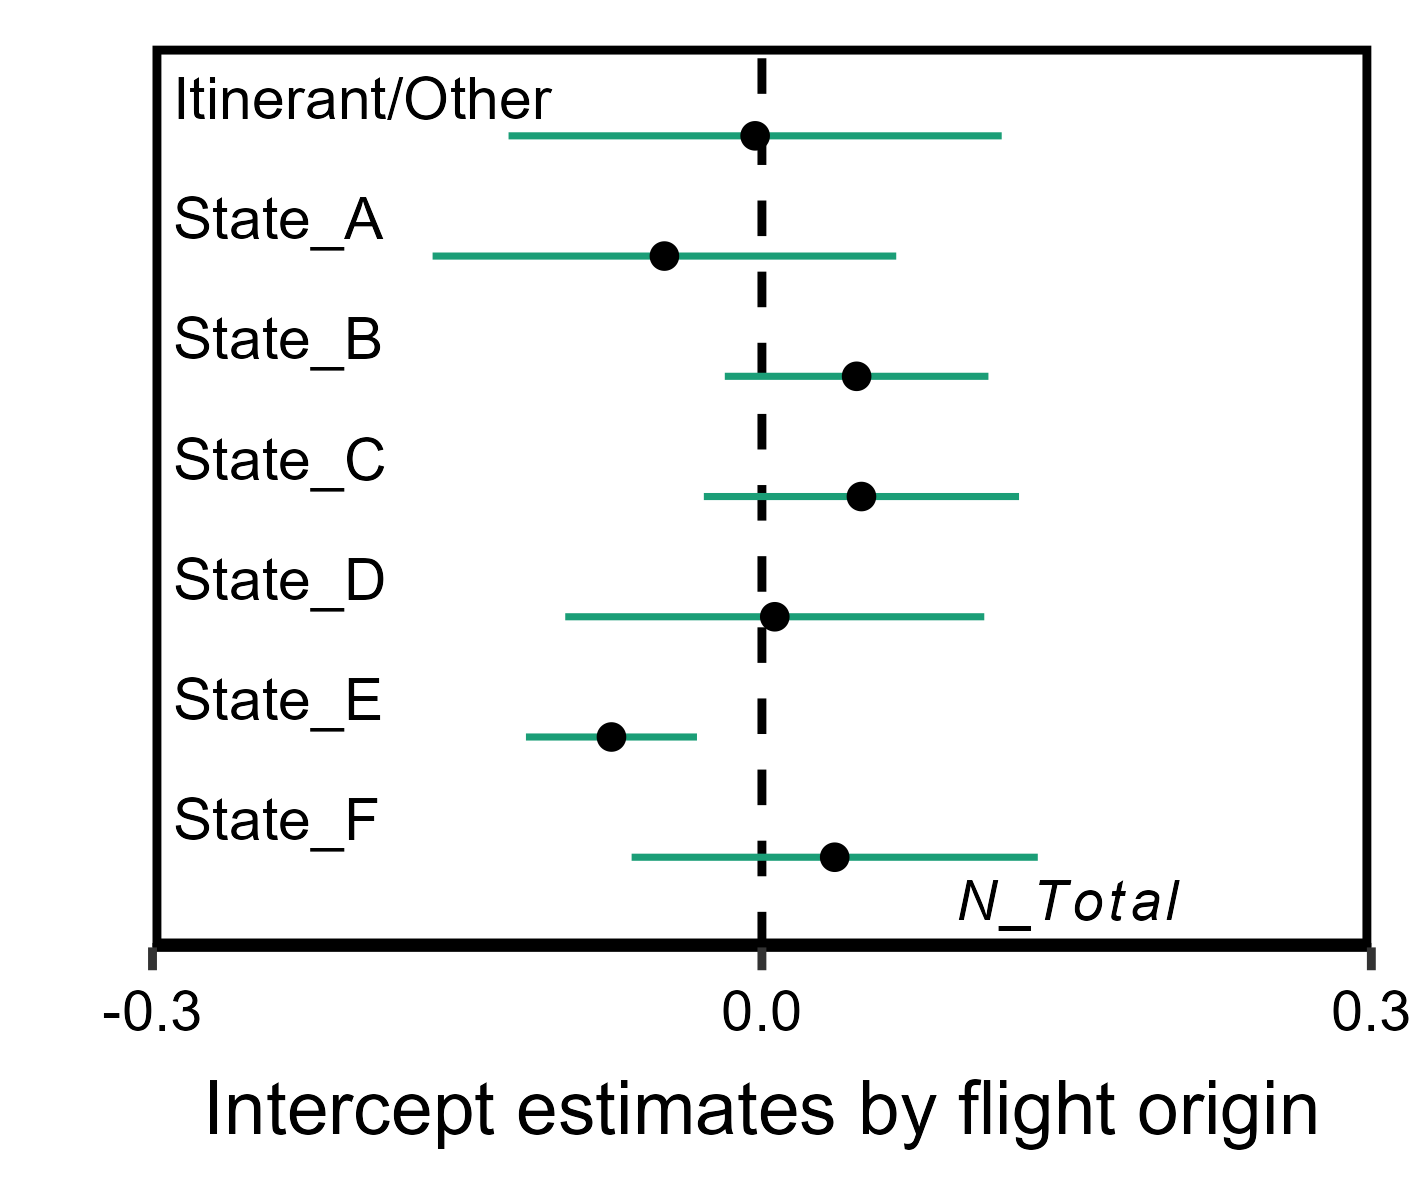 Itinerant/Other
State_A
State_B
State_C
State_D
State_E
State_F
N_Total
-0.3 0.0 0.3
Intercept estimates by flight origin